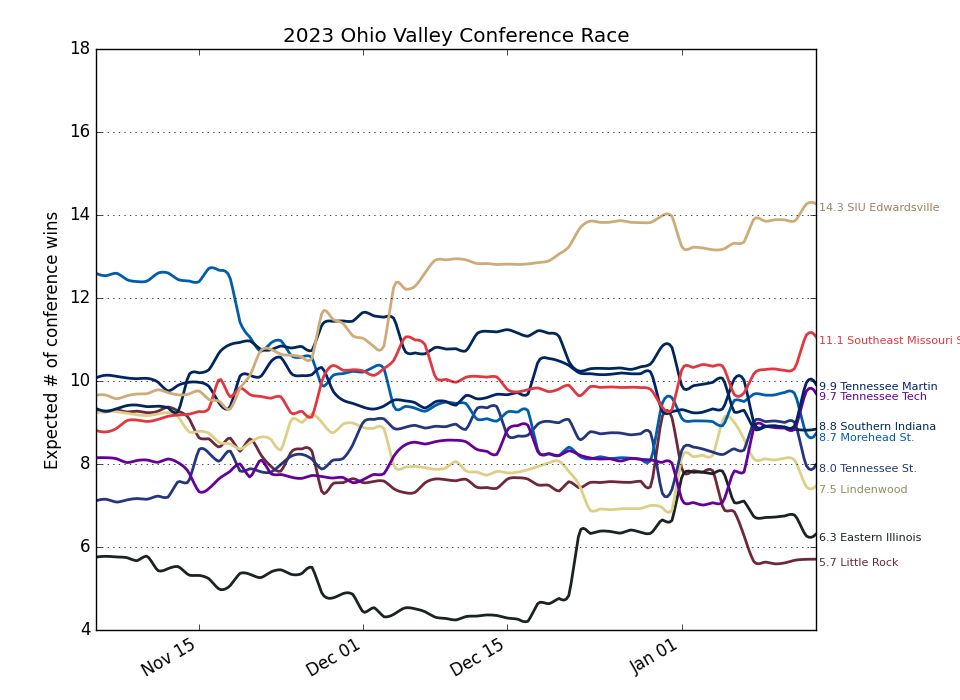 2023 Ohio Valley Conference Race
Expected # of conference wins
18
16
14
12
10
8
6
4
Nov 15
Dec 01
Dec 15
Jan 01
14.3 SIU Edwardsville
11.1 Southeast Missouri S
9.9 Tennessee Martin
9.7 Tennessee Tech
8.8 Southern Indiana
8.7 Morehead St.
8.0 Tennessee St.
7.5 Lindenwood
6.3 Eastern Illinois
5.7 Little Rock